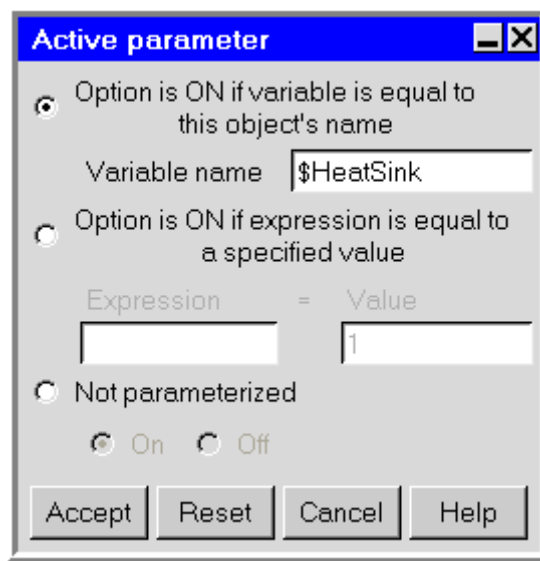 Active parameter
Option is ON if variable is equal to
this object's name
Variable name $HeatSink
Option is ON if expression is equal to
a specified value
Expression = Value
1
Not parameterized
On Off
Accept Reset Cancel Help